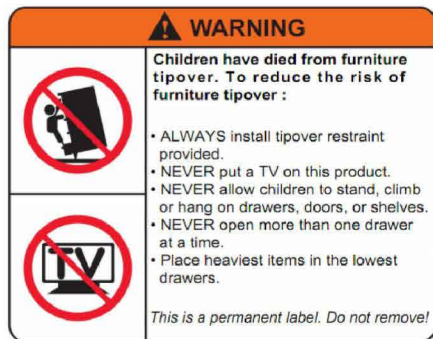 WARNING
Children have died from furniture
tipover. To reduce the risk of
furniture tipover :
• ALWAYS install tipover restraint
provided.
• NEVER put a TV on this product.
• NEVER allow children to stand, climb
or hang on drawers, doors, or shelves.
• NEVER open more than one drawer
at a time.
• Place heaviest items in the lowest
drawers.
TV
This is a permanent label. Do not remove!